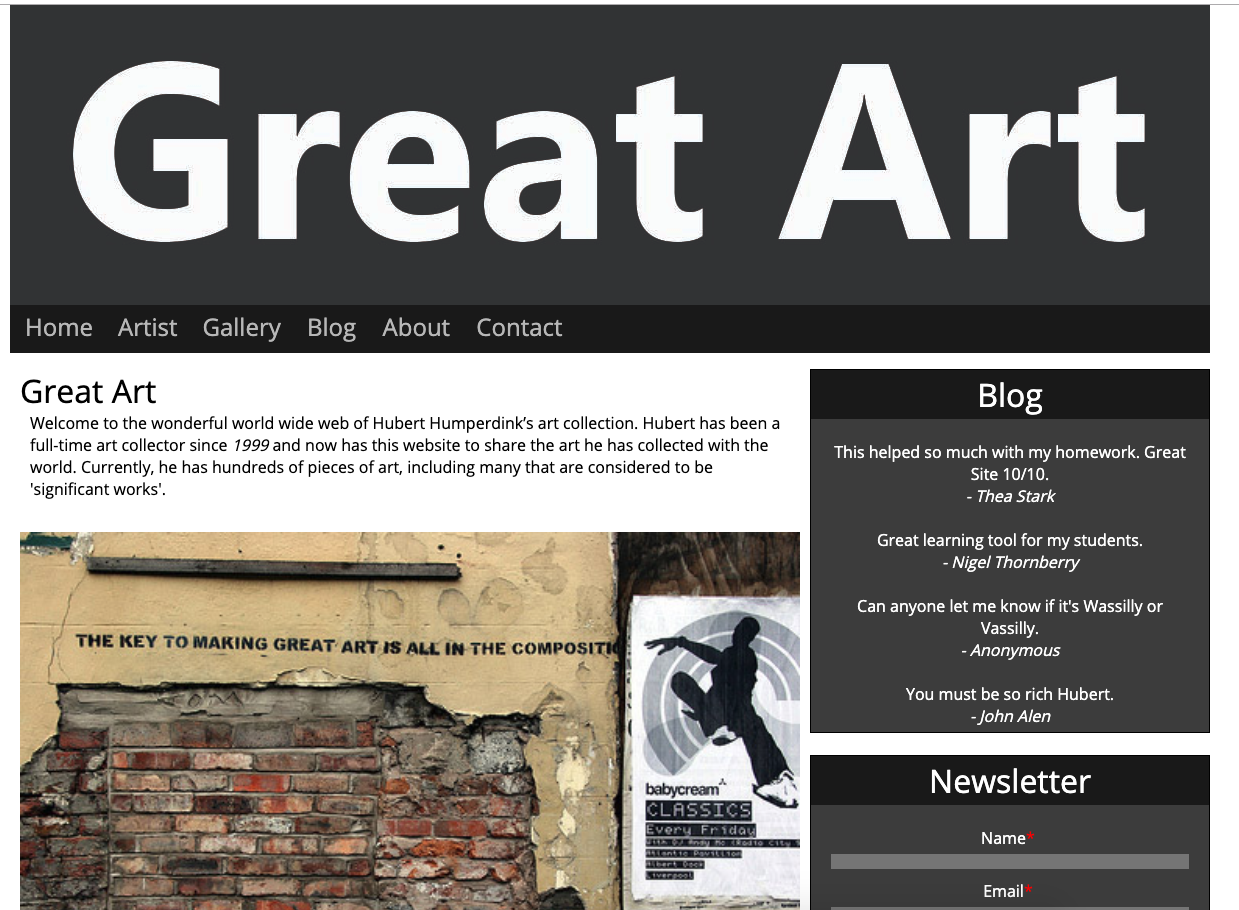 Great Art
Home Artist Gallery Blog About Contact
Great Art
Welcome to the wonderful world wide web of Hubert Humperdink’s art collection. Hubert has been a
full-time art collector since 1999 and now has this website to share the art he has collected with the
world. Currently, he has hundreds of pieces of art, including many that are considered to be
'significant works'.
THE KEY TO MAKING GREAT ART IS ALL IN THE COMPOSITI
babycream
CLASSICS
Every Friday
With DJ Andy Mc (Radio City
Atlantic Pavilion
Albert Dock
Liverpool
Blog
This helped so much with my homework. Great
Site 10/10.
- Thea Stark
Great learning tool for my students.
- Nigel Thornberry
Can anyone let me know if it's Wassilly or
Vassilly.
- Anonymous
You must be so rich Hubert.
- John Alen
Newsletter
Name*
Email*